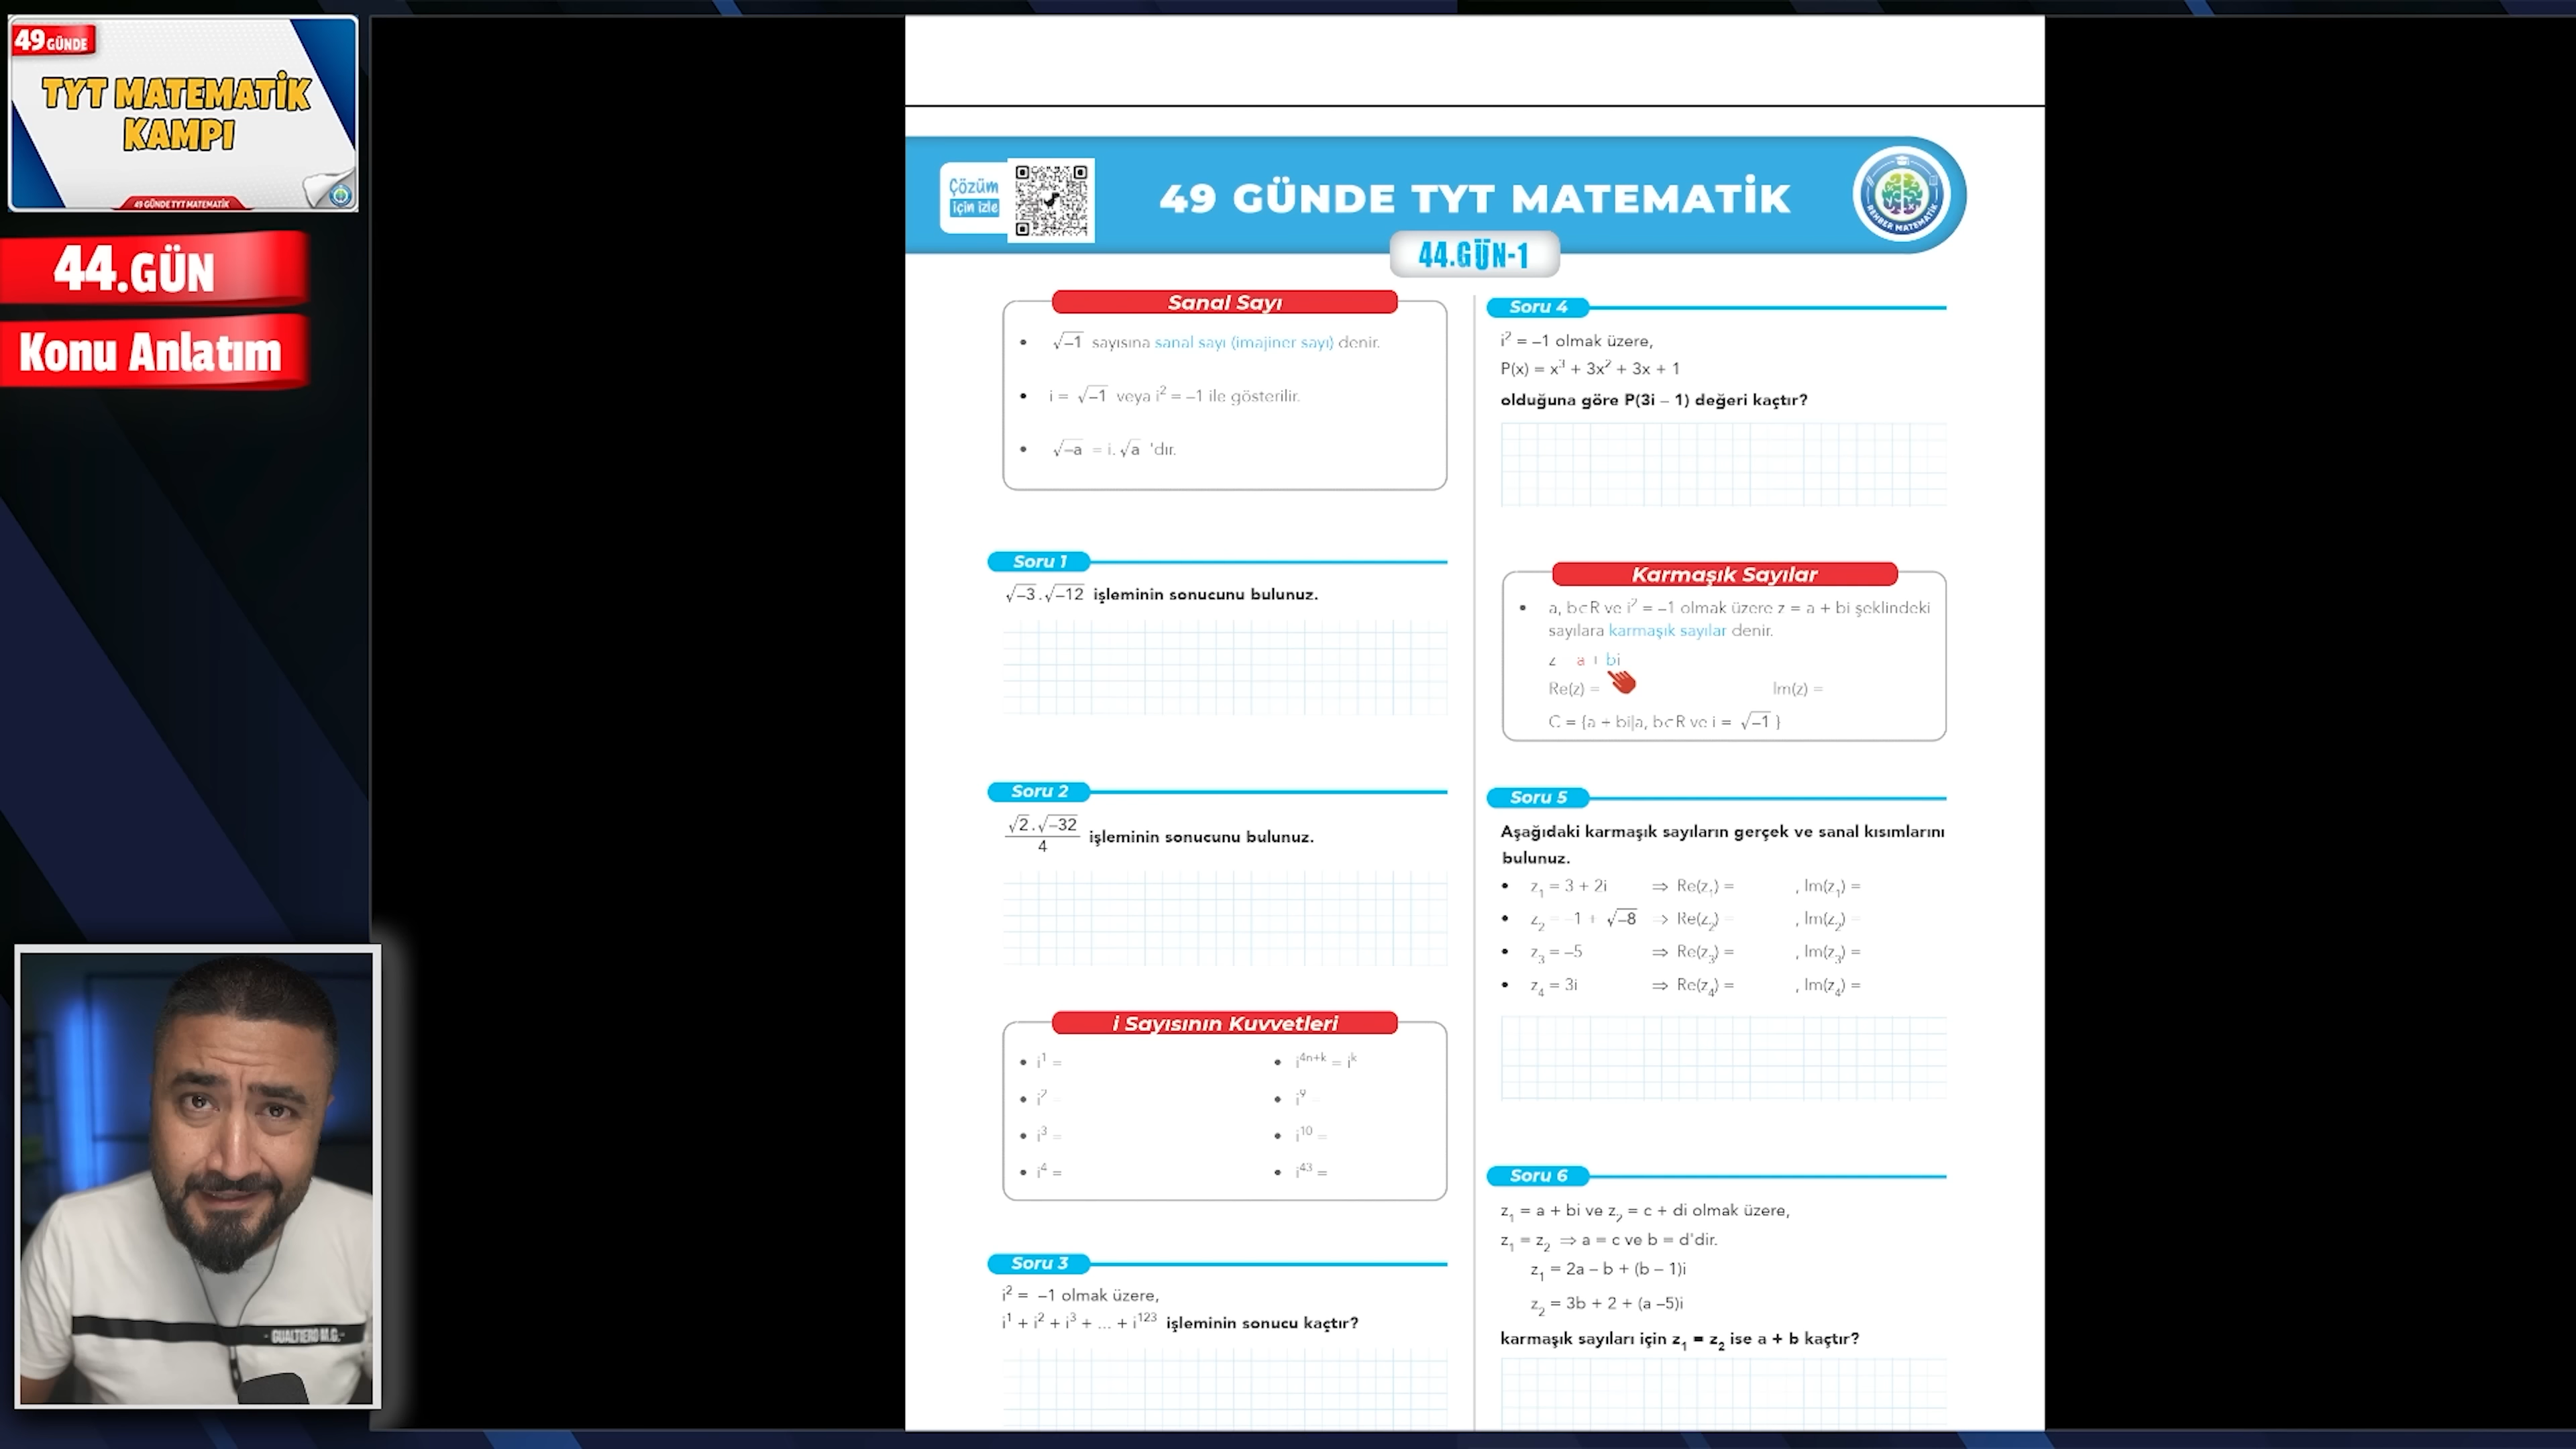 49 GÜNDE
TYT MATEMATİK
KAMPI
49 GÜNDE TYT MATEMATİK
44.GÜN
Konu Anlatım
Çözüm
için izle
49 GÜNDE TYT MATEMATİK
REHBER MATEMATİK
44.GÜN-1
Sanal Sayı
• √−1 sayısına sanal sayı (imajiner sayı) denir.
• i = √−1 veya i² = −1 ile gösterilir.
• √−a = i.√a 'dır.
Soru 1
√−3.√−12 işleminin sonucunu bulunuz.
Soru 2
√2.√−32
4
işleminin sonucunu bulunuz.
i Sayısının Kuvvetleri
• i¹ =
• i⁴ⁿ⁺ᵏ = iᵏ
• i²
• i⁹
• i³ =
• i¹⁰ =
• i⁴ =
• i⁴³ =
Soru 3
i² = −1 olmak üzere,
i¹ + i² + i³ + ... + i¹²³ işleminin sonucu kaçtır?
Soru 4
i² = −1 olmak üzere,
P(x) = x³ + 3x² + 3x + 1
olduğuna göre P(3i − 1) değeri kaçtır?
Karmaşık Sayılar
• a, b∈R ve i² = −1 olmak üzere z = a + bi şeklindeki
sayılara karmaşık sayılar denir.
z a + bi
Re(z) = Im(z) =
C = {a + bi|a, b∈R ve i = √−1 }
Soru 5
Aşağıdaki karmaşık sayıların gerçek ve sanal kısımlarını
bulunuz.
• z₁ = 3 + 2i ⇒ Re(z₁) = , Im(z₁) =
• z₂ = −1 + √−8 ⇒ Re(z₂) = , Im(z₂) =
• z₃ = −5 ⇒ Re(z₃) = , Im(z₃) =
• z₄ = 3i ⇒ Re(z₄) = , Im(z₄) =
Soru 6
z₁ = a + bi ve z₂ = c + di olmak üzere,
z₁ = z₂ ⇒ a = c ve b = d'dir.
z₁ = 2a − b + (b − 1)i
z₂ = 3b + 2 + (a −5)i
karmaşık sayıları için z₁ = z₂ ise a + b kaçtır?
- GUALTIERO M.G. -